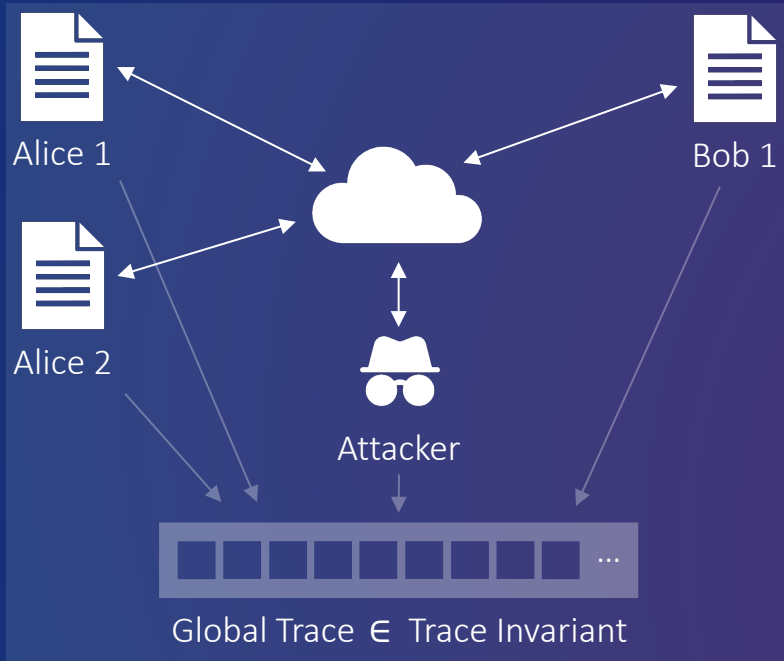 Alice 1
Bob 1
Alice 2
Attacker
...
Global Trace ∈ Trace Invariant